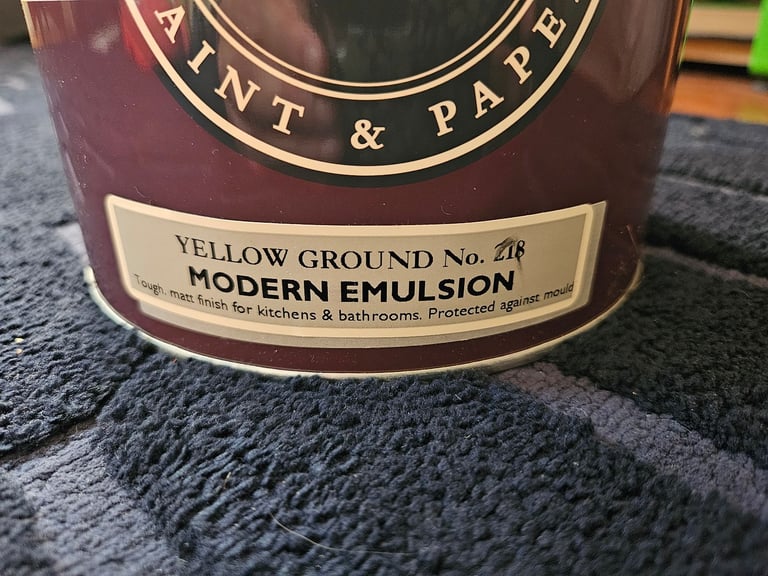 AINT & PAPE
YELLOW GROUND No. 218
MODERN EMULSION
Tough, matt finish for kitchens & bathrooms. Protected against mould